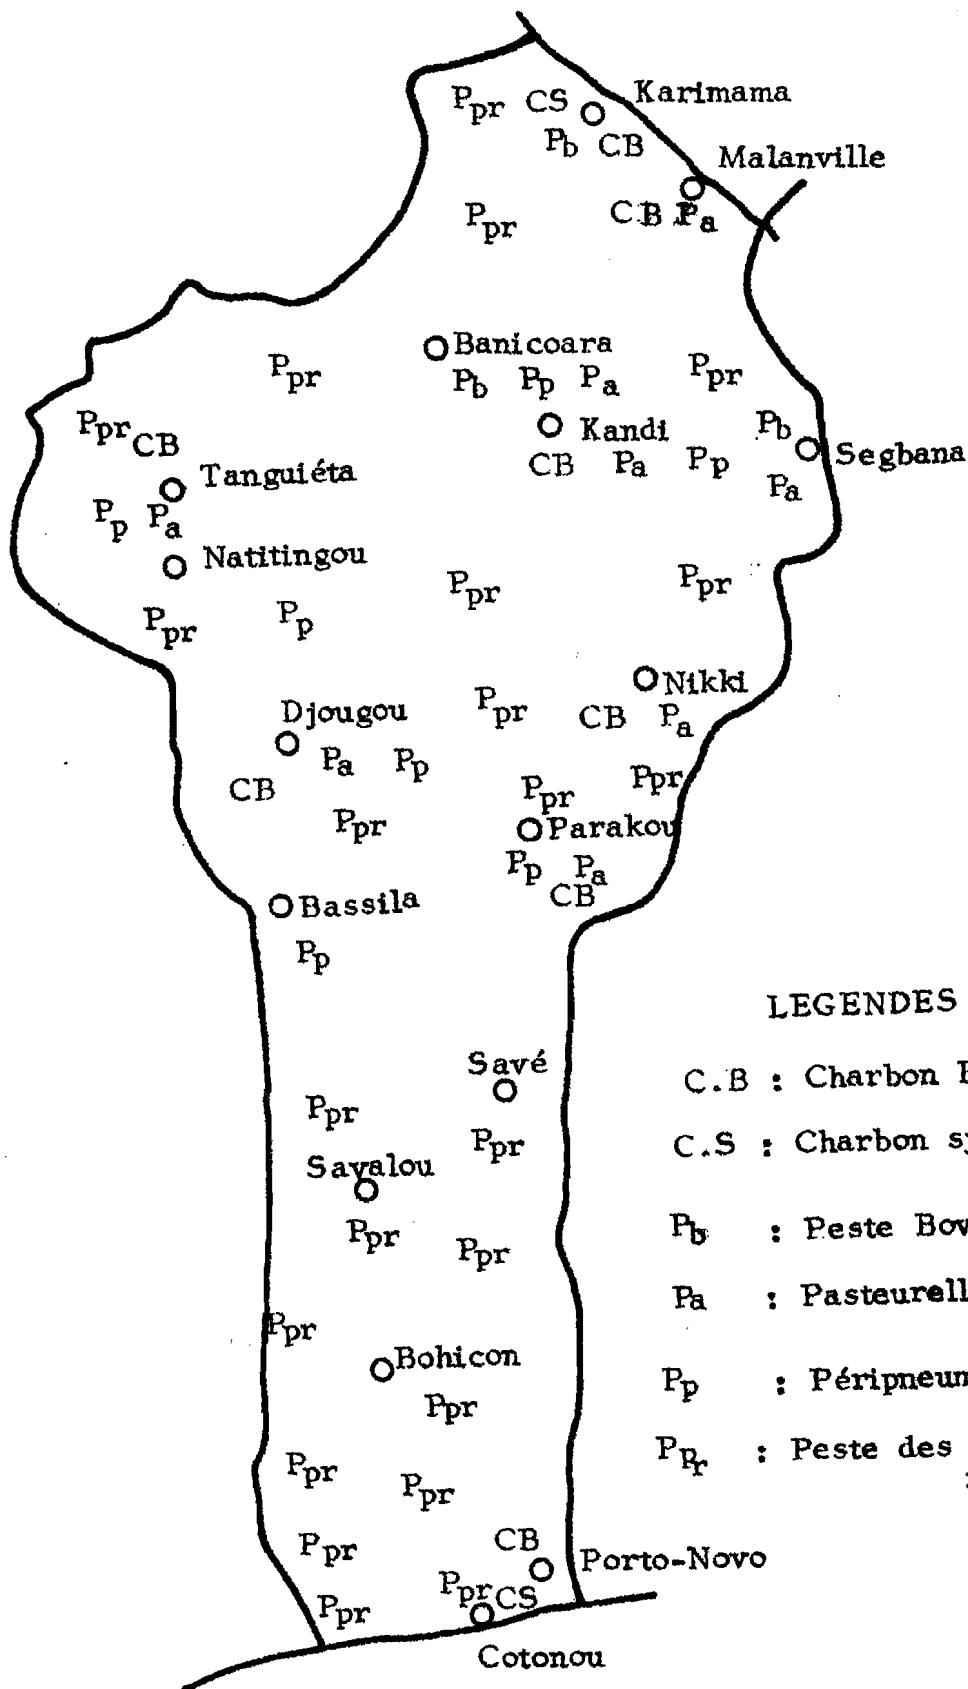 Karimama
Ppr CS
Pb CB
Malanville
CB Pa
Ppr
Banicoara
Pb Pp Pa
Ppr
Ppr
Ppr CB
Kandi
CB Pa Pp
Pb
Segbana
Pa
Tanguiéta
Pp Pa
Natitingou
Ppr
Ppr
Ppr
Pp
Nikki
CB Pa
Ppr
Djougou
Pa Pp
CB
Ppr
Ppr
Ppr
Parakou
Pp Pa
CB
Bassila
Pp
LEGENDES
C.B : Charbon
C.S : Charbon
Pb : Peste
Pa :
Pp :
Ppr : Peste des
Savé
Ppr
Ppr
Savalou
Ppr
Ppr
Ppr
Bohicon
Ppr
Ppr
Ppr
Ppr
CB
Porto-Novo
Ppr CS
Ppr
Cotonou